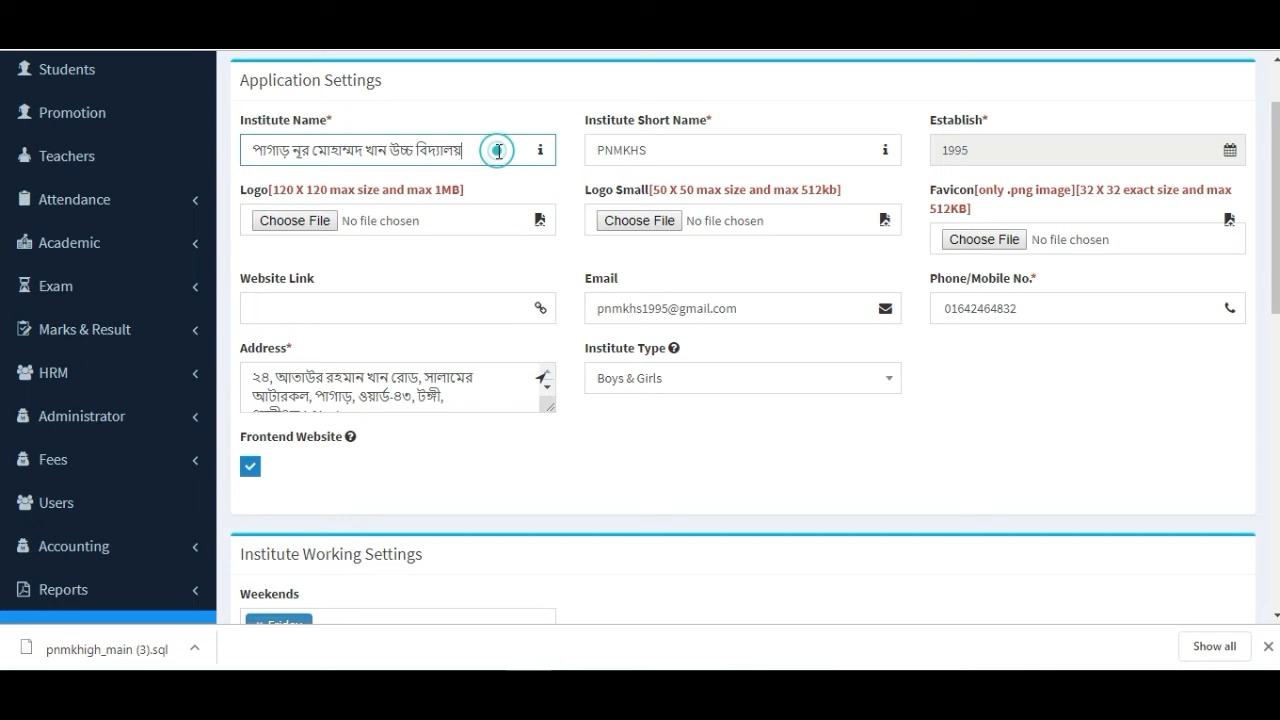 Students
Promotion
Teachers
Attendance
Academic
Exam
Marks & Result
HRM
Administrator
Fees
Users
Accounting
Reports
Application Settings
Institute Name*
পাগাড় নূর মোহাম্মদ খান উচ্চ বিদ্যালয়
Institute Short Name*
PNMKHS
Establish*
1995
Logo[120 X 120 max size and max 1MB]
Choose File No file chosen
Logo Small[50 X 50 max size and max 512kb]
Choose File No file chosen
Favicon[only .png image][32 X 32 exact size and max
512KB]
Choose File No file chosen
Website Link
Email
pnmkhs1995@gmail.com
Phone/Mobile No.*
01642464832
Address*
২৪, আতাউর রহমান খান রোড, সালামের
আটারকল, পাগাড়, ওয়ার্ড-৪৩, টঙ্গী,
Institute Type
Boys & Girls
Frontend Website
Institute Working Settings
Weekends
× Friday
pnmkhigh_main (3).sql
Show all